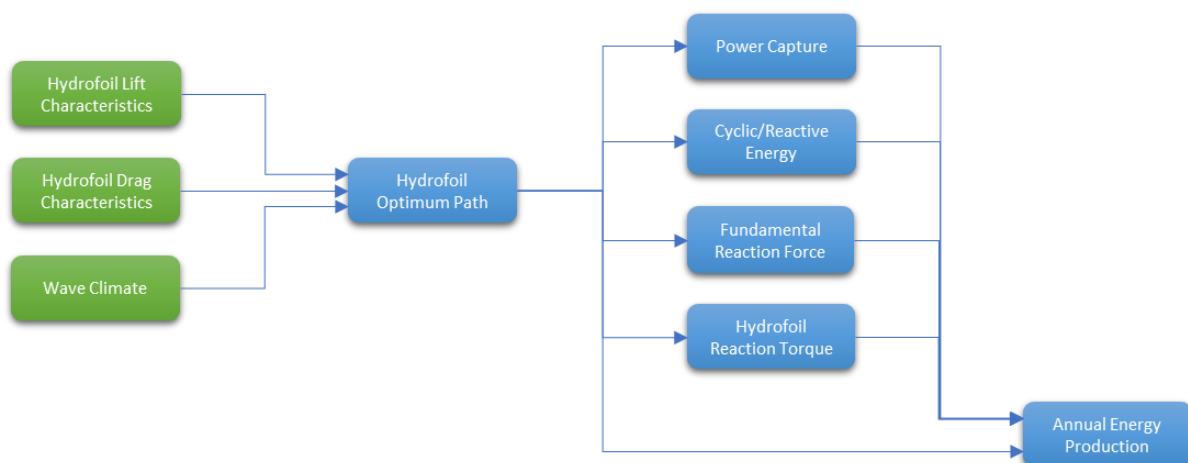 Hydrofoil Lift
Characteristics
Hydrofoil Drag
Characteristics
Wave Climate
Hydrofoil
Optimum Path
Power Capture
Cyclic/Reactive
Energy
Fundamental
Reaction Force
Hydrofoil
Reaction Torque
Annual Energy
Production